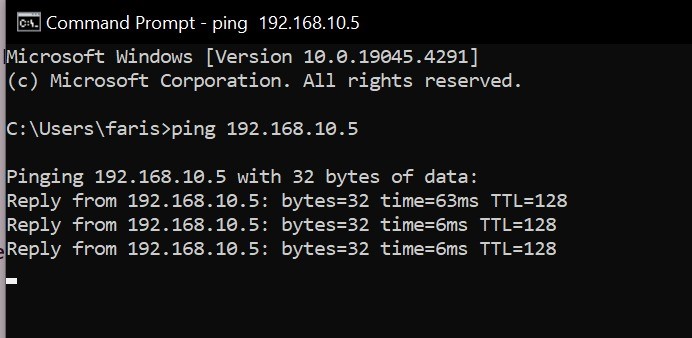 Command Prompt - ping 192.168.10.5
Microsoft Windows [Version 10.0.19045.4291]
(c) Microsoft Corporation. All rights reserved.
C:\Users\faris>ping 192.168.10.5
Pinging 192.168.10.5 with 32 bytes of data:
Reply from 192.168.10.5: bytes=32 time=63ms TTL=128
Reply from 192.168.10.5: bytes=32 time=6ms TTL=128
Reply from 192.168.10.5: bytes=32 time=6ms TTL=128